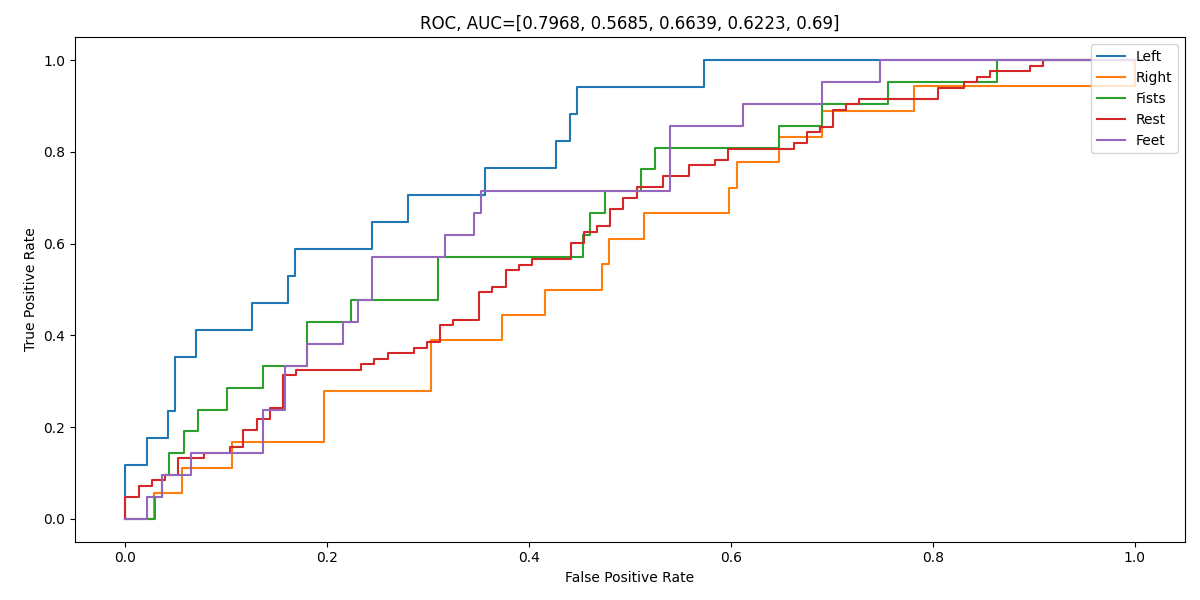 ROC, AUC=[0.7968, 0.5685, 0.6639, 0.6223, 0.69]
Left
Right
Fists
Rest
Feet
True Positive Rate
1.0
0.8
0.6
0.4
0.2
0.0
0.0 0.2 0.4 0.6 0.8 1.0
False Positive Rate